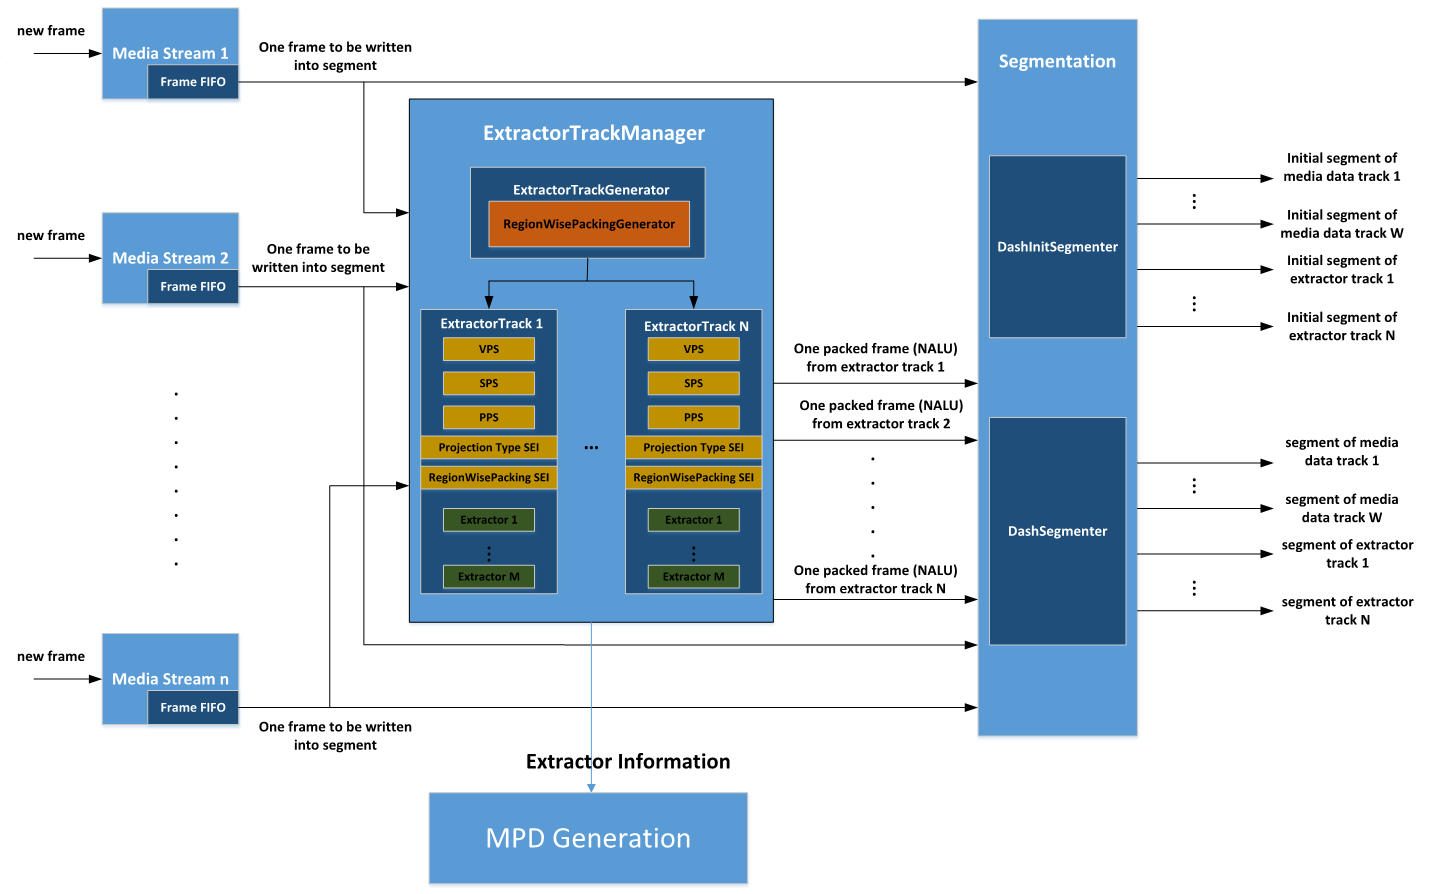 new frame
Media Stream 1
Frame FIFO
One frame to be written
into segment
new frame
Media Stream 2
Frame FIFO
One frame to be
written into segment
new frame
Media Stream n
Frame FIFO
One frame to be written
into segment
ExtractorTrackManager
ExtractorTrackGenerator
RegionWisePackingGenerator
ExtractorTrack 1
VPS
SPS
PPS
Projection Type SEI
RegionWisePacking SEI
Extractor 1
Extractor M
...
ExtractorTrack N
VPS
SPS
PPS
Projection Type SEI
RegionWisePacking SEI
Extractor 1
Extractor M
One packed frame (NALU)
from extractor track 1
One packed frame (NALU)
from extractor track 2
One packed frame (NALU)
from extractor track N
Extractor Information
MPD Generation
Segmentation
DashInitSegmenter
DashSegmenter
Initial segment of
media data track 1
Initial segment of
media data track W
Initial segment of
extractor track 1
Initial segment of
extractor track N
segment of media
data track 1
segment of media
data track W
segment of extractor
track 1
segment of extractor
track N